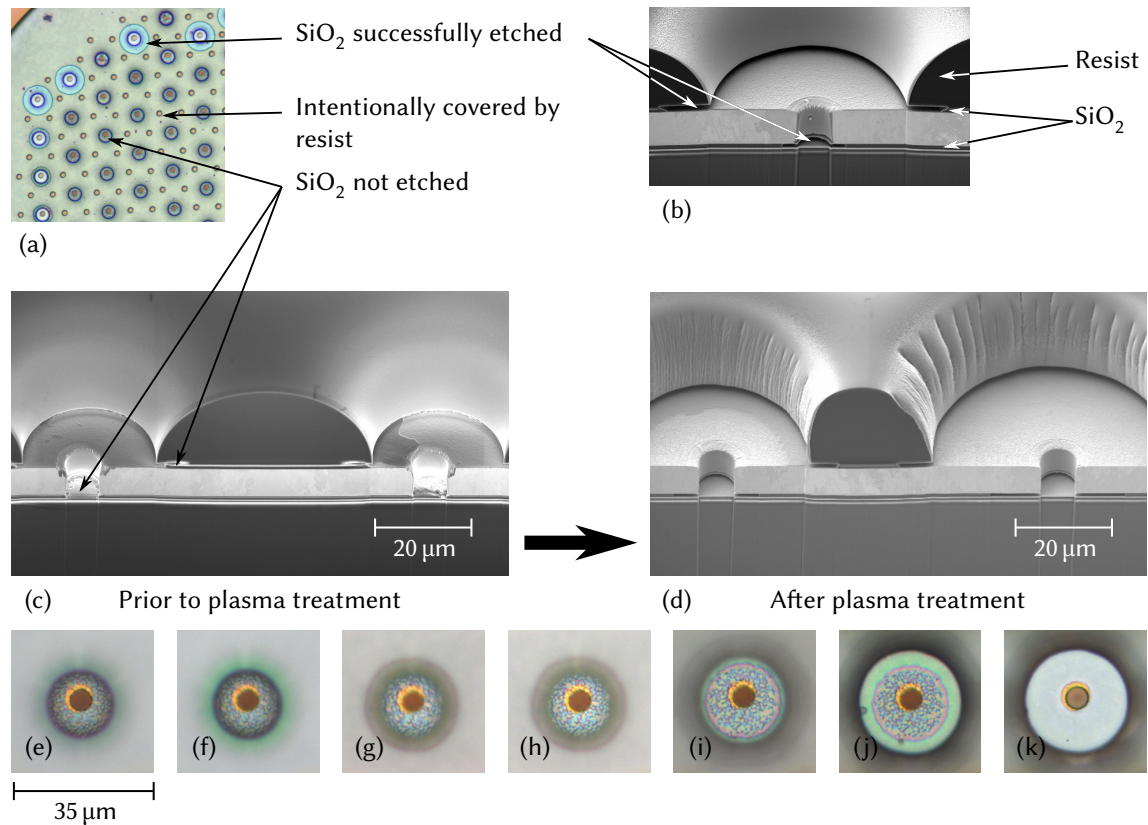 SiO₂ successfully etched
Intentionally covered by
resist
SiO₂ not etched
(a)
Resist
SiO₂
(b)
20 µm
(c)
Prior to plasma treatment
20 µm
(d)
After plasma treatment
(e)
(f)
(g)
(h)
(i)
(j)
(k)
35 µm